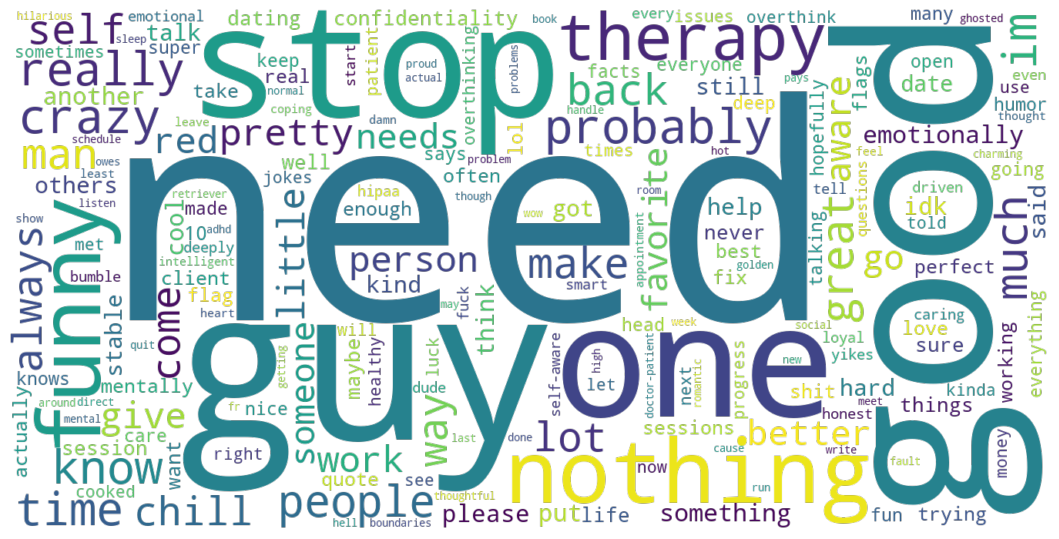 hilarious
emotional
dating
confidentiality
every
issues
overthink
many
book
ghosted
self
talk
stop
therapy
good
im
sometimes
sleep
super
keep
real
start
patient
overthinking
proud
actual
problems
facts
everyone
flags
open
date
even
really
another
take
normal
back
still
deep
use
humor
thought
crazy
red
coping
leave
pretty
damn
needs
lol
handle
probably
pays
hopefully
emotionally
man
schedule
owes
least
well
says
often
problem
times
hot
feel
charming
going
others
listen
jokes
need
though
favorite
room
tell
great
aware
questions
driven
said
show
retriever
made
cool
little
hipaa
enough
wow
got
help
never
talking
idk
told
much
always
funny
met
10
adhd
deeply
intelligent
client
person
kind
make
best
appointment
golden
fix
go
perfect
bumble
come
flag
heart
smart
caring
love
sure
everything
stable
quit
getting
guy
may
fuck
think
one
head
week
social
loyal
yikes
working
knows
mentally
someone
will
maybe
healthy
luck
dude
way
self-aware
high
let
doctor-patient
next
romantic
progress
new
shit
hard
kinda
meet
around
direct
mental
give
fr
nice
honest
things
actually
care
session
know
want
right
work
last
done
lot
sessions
cause
better
write
fault
money
cooked
quote
see
thoughtful
nothing
now
run
time
chill
hell
people
boundaries
please
put
life
something
fun
trying